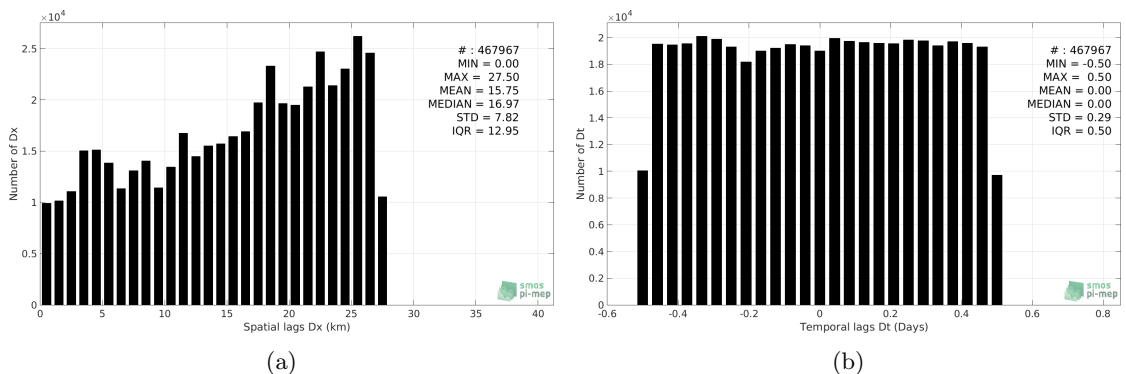 ×10⁴
2.5
2
1.5
1
0.5
0
Number of Dx
# : 467967
MIN = 0.00
MAX = 27.50
MEAN = 15.75
MEDIAN = 16.97
STD = 7.82
IQR = 12.95
smos
pi-mep
0 5 10 15 20 25 30 35 40
Spatial lags Dx (km)
(a)
×10⁴
2
1.8
1.6
1.4
1.2
1
0.8
0.6
0.4
0.2
0
Number of Dt
# : 467967
MIN = -0.50
MAX = 0.50
MEAN = 0.00
MEDIAN = 0.00
STD = 0.29
IQR = 0.50
smos
pi-mep
-0.6 -0.4 -0.2 0 0.2 0.4 0.6 0.8
Temporal lags Dt (Days)
(b)